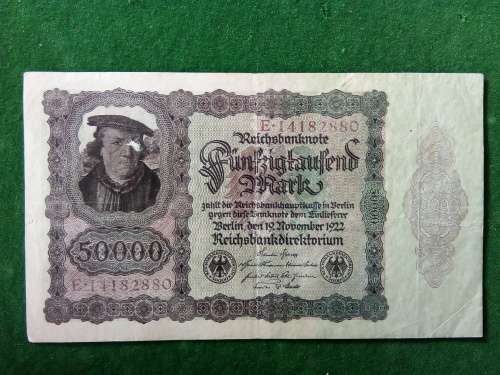 E·14182880
Reichsbanknote
Fünfzigtausend
Mark
zahlt die Reichsbankhauptkasse in Berlin
gegen diese Banknote dem Einlieferer
Berlin, den 19. November 1922
Reichsbankdirektorium
50000
E·14182880